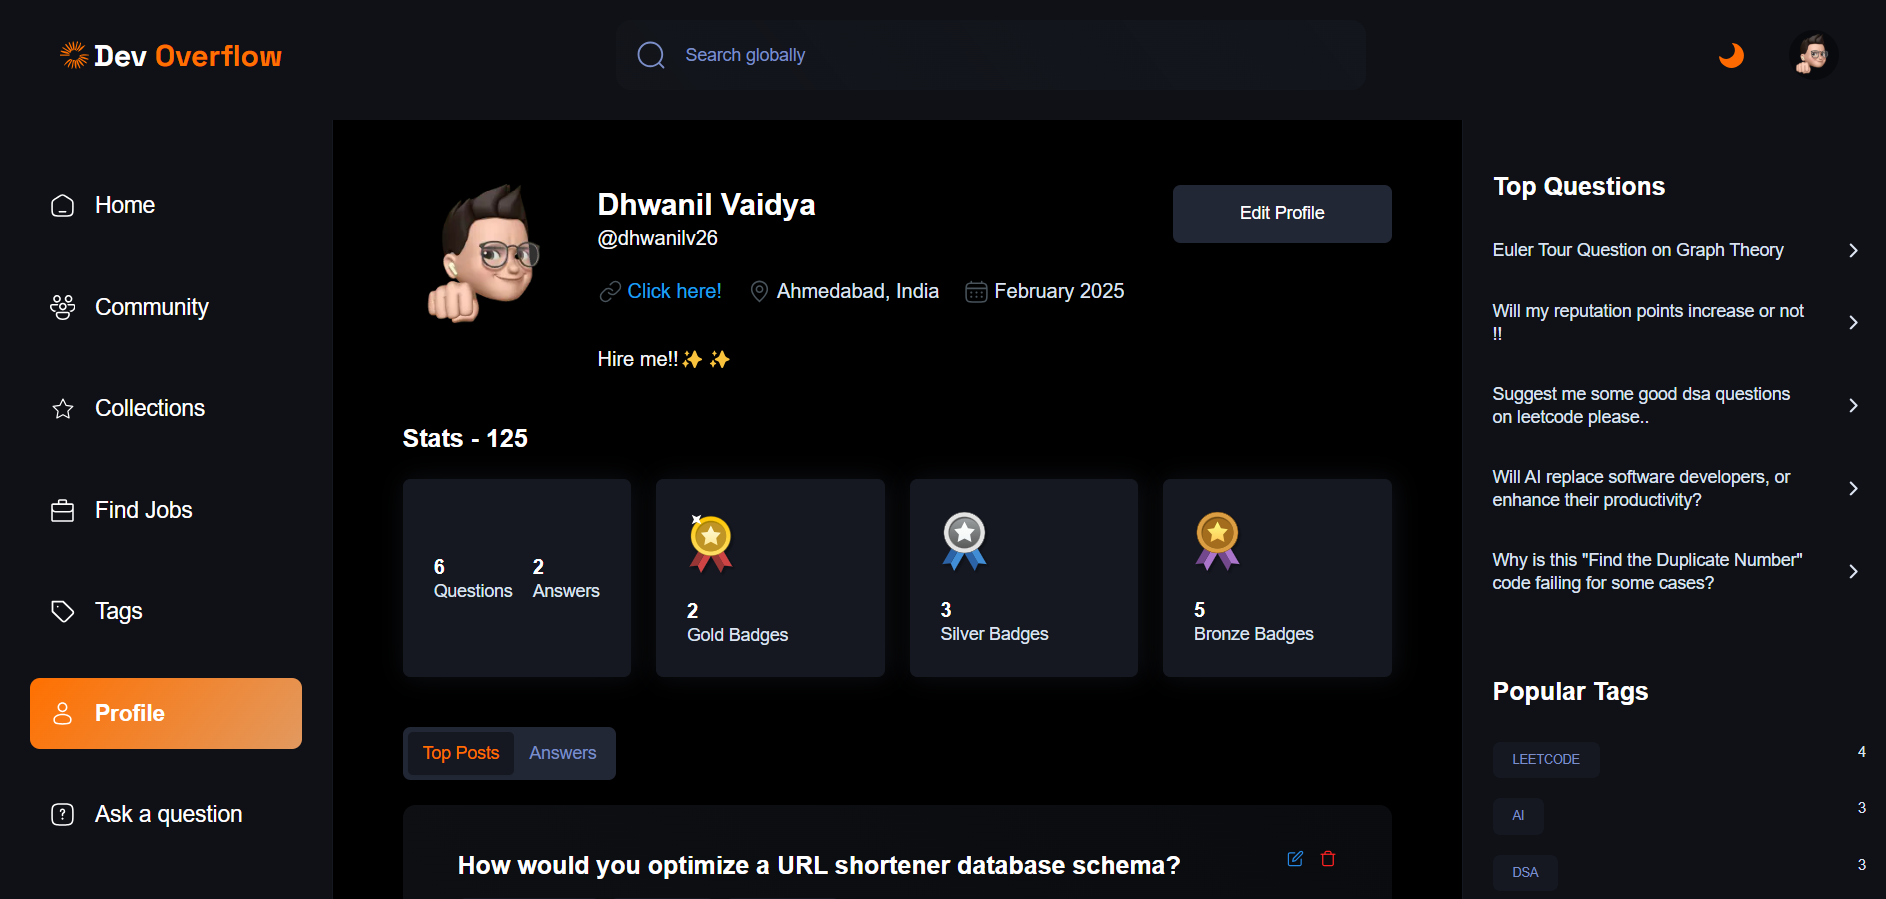 Dev Overflow
Search globally
Home
Community
Collections
Find Jobs
Tags
Profile
Ask a question
Dhwanil Vaidya
@dhwanilv26
Edit Profile
Click here! Ahmedabad, India February 2025
Hire me!!✨ ✨
Stats - 125
6 2
Questions Answers
2
Gold Badges
3
Silver Badges
5
Bronze Badges
Top Posts Answers
How would you optimize a URL shortener database schema?
Top Questions
Euler Tour Question on Graph Theory
Will my reputation points increase or not
!!
Suggest me some good dsa questions
on leetcode please..
Will AI replace software developers, or
enhance their productivity?
Why is this "Find the Duplicate Number"
code failing for some cases?
Popular Tags
LEETCODE 4
AI 3
DSA 3